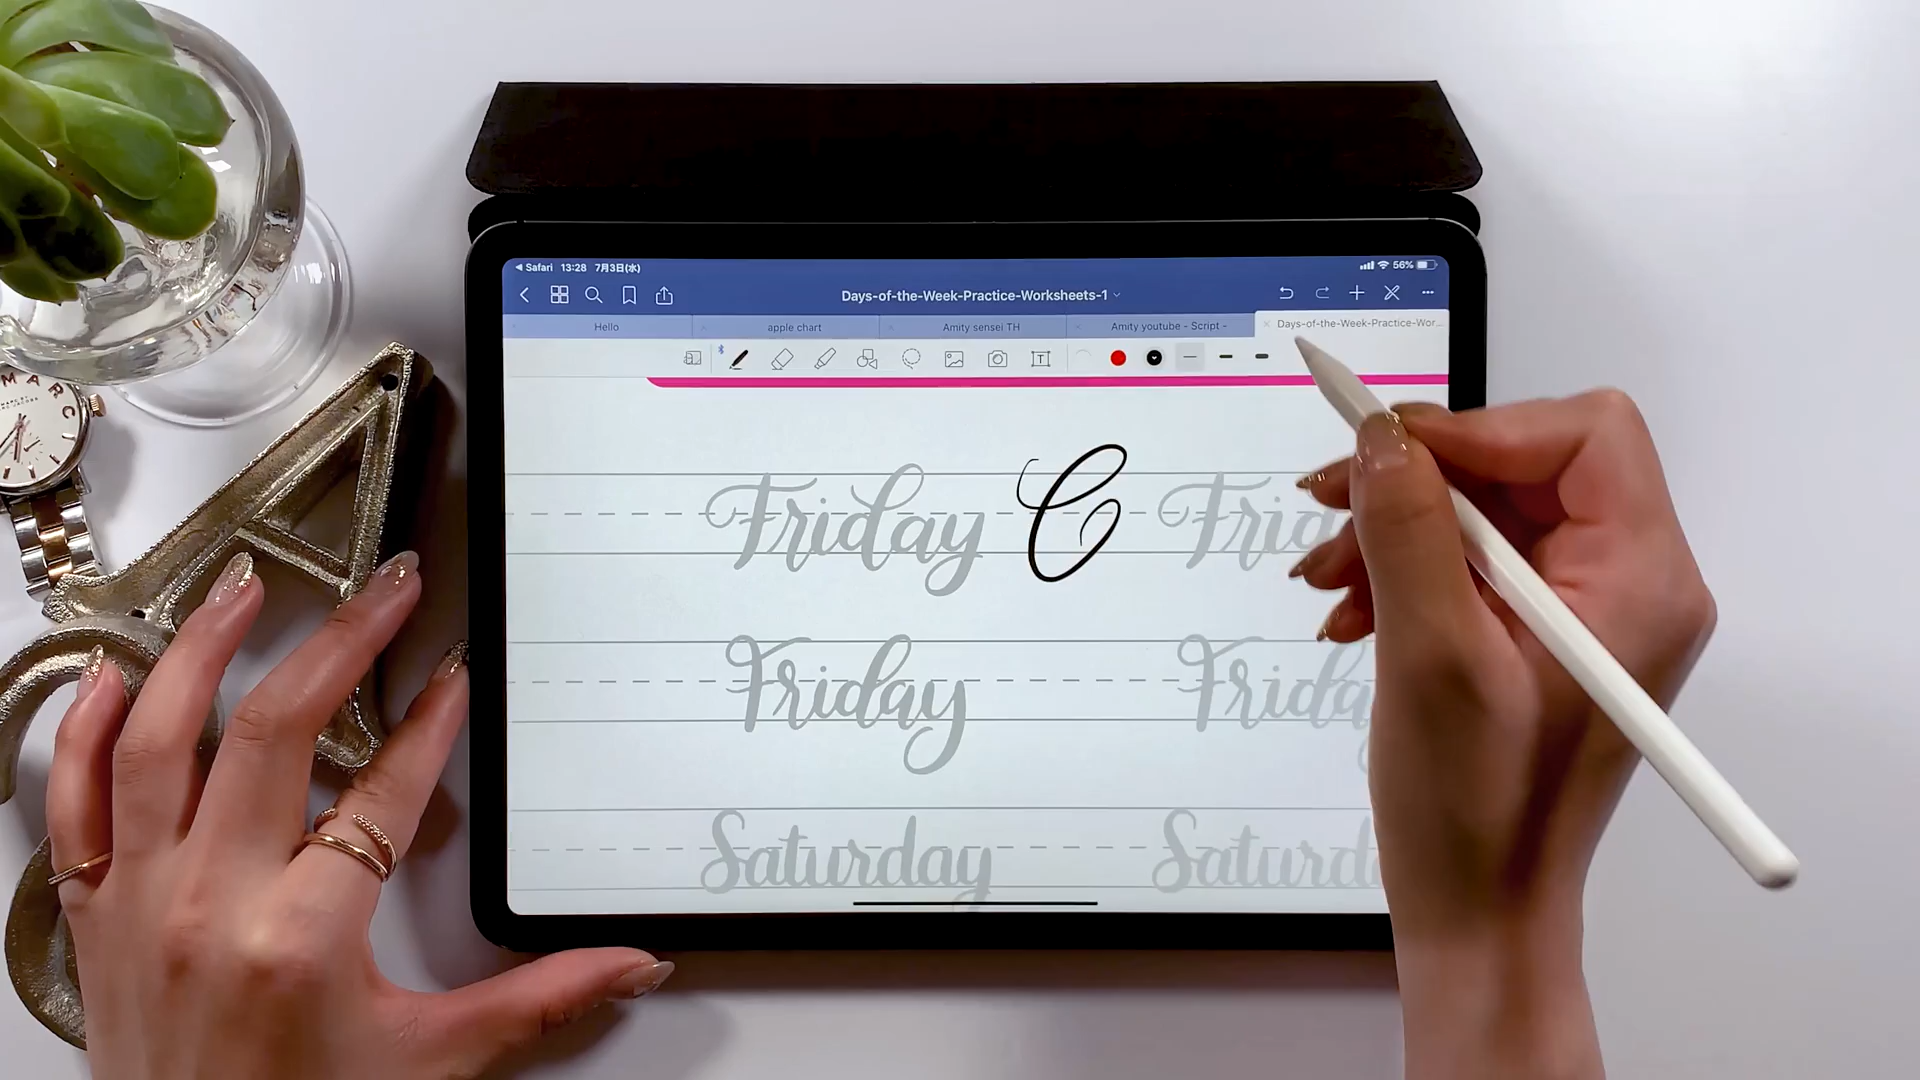 MARC
Safari 13:28 7月3日(水) 56%
Days-of-the-Week-Practice-Worksheets-1
Hello apple chart Amity sensei TH Amity youtube - Script - Days-of-the-Week-Practice-Wor...
T
Friday C
Friday
Saturday